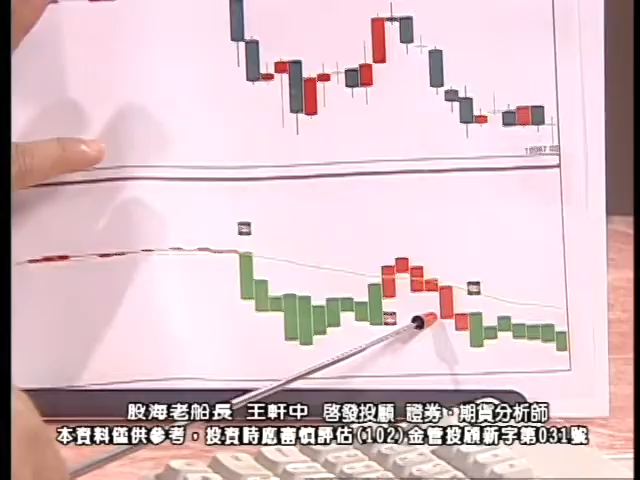 股海老船長 王軒中 啓發投顧 證券·期貨分析師
本資料僅供參考，投資時應審慎評估(102)金管投顧新字第031號